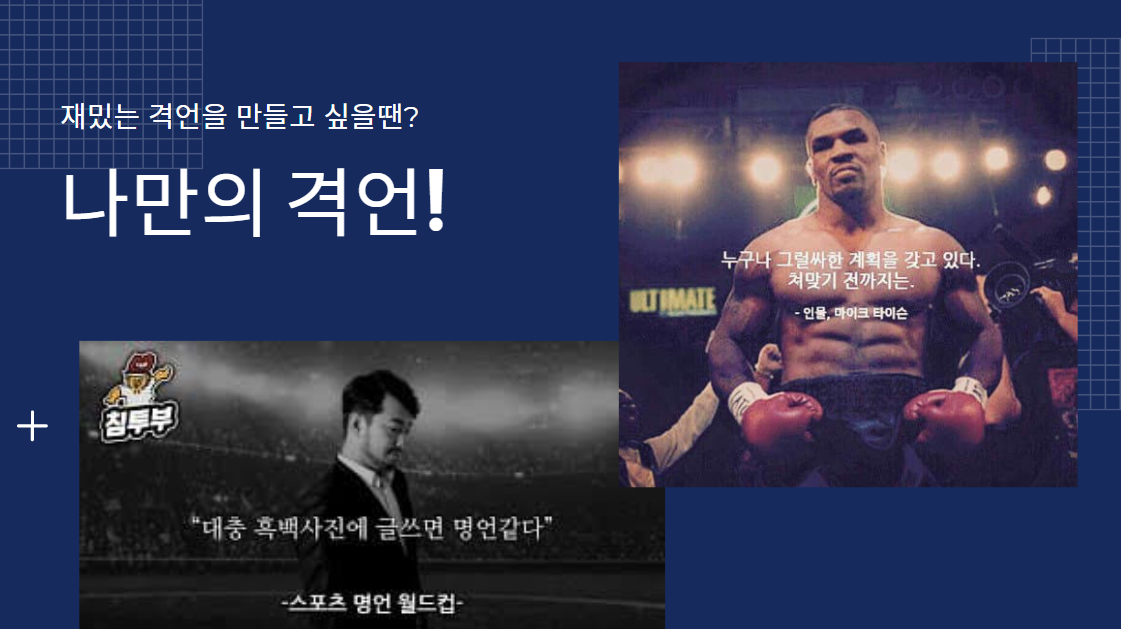 재밌는 격언을 만들고 싶을땐?
나만의 격언!
누구나 그럴싸한 계획을 갖고 있다.
쳐맞기 전까지는.
- 인물, 마이크 타이슨
ULTIMATE
침투부
“대충 흑백사진에 글쓰면 명언같다”
-스포츠 명언 월드컵-